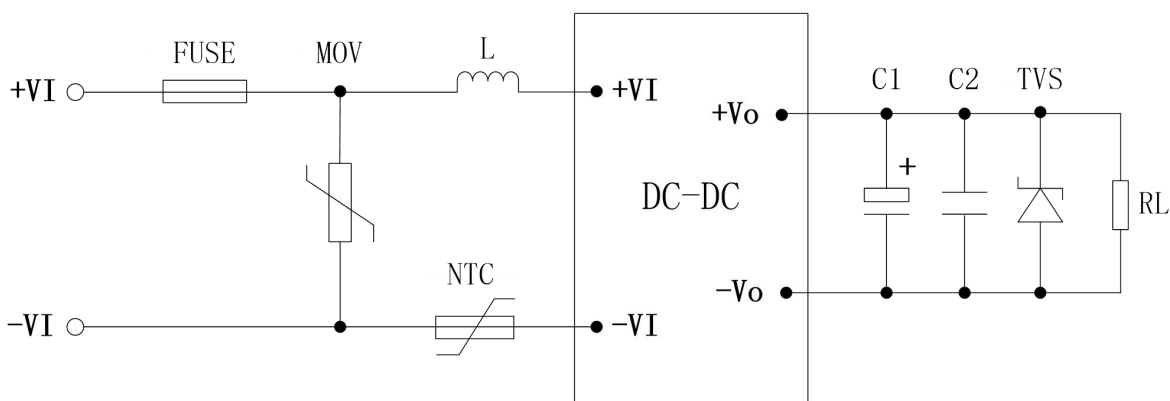 FUSE
MOV
L
+VI
+VI
C1
C2
TVS
+Vo
+
DC-DC
RL
NTC
-Vo
-VI
-VI